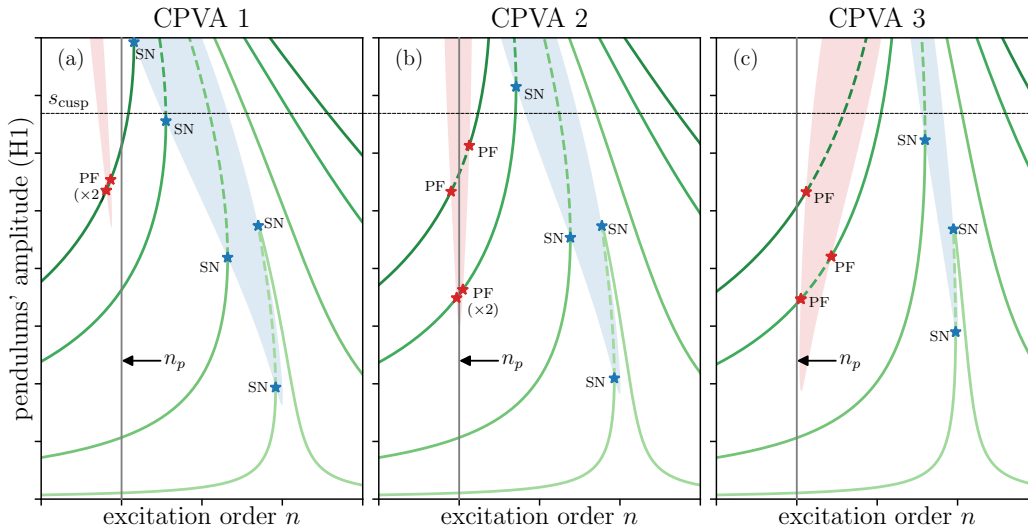 CPVA 1
CPVA 2
CPVA 3
pendulums' amplitude (H1)
(a)
SN
s_cusp
SN
PF
(×2)
SN
n_p
SN
SN
excitation order n
(b)
SN
PF
PF
SN
SN
PF
(×2)
n_p
SN
excitation order n
(c)
SN
PF
SN
PF
PF
SN
n_p
excitation order n